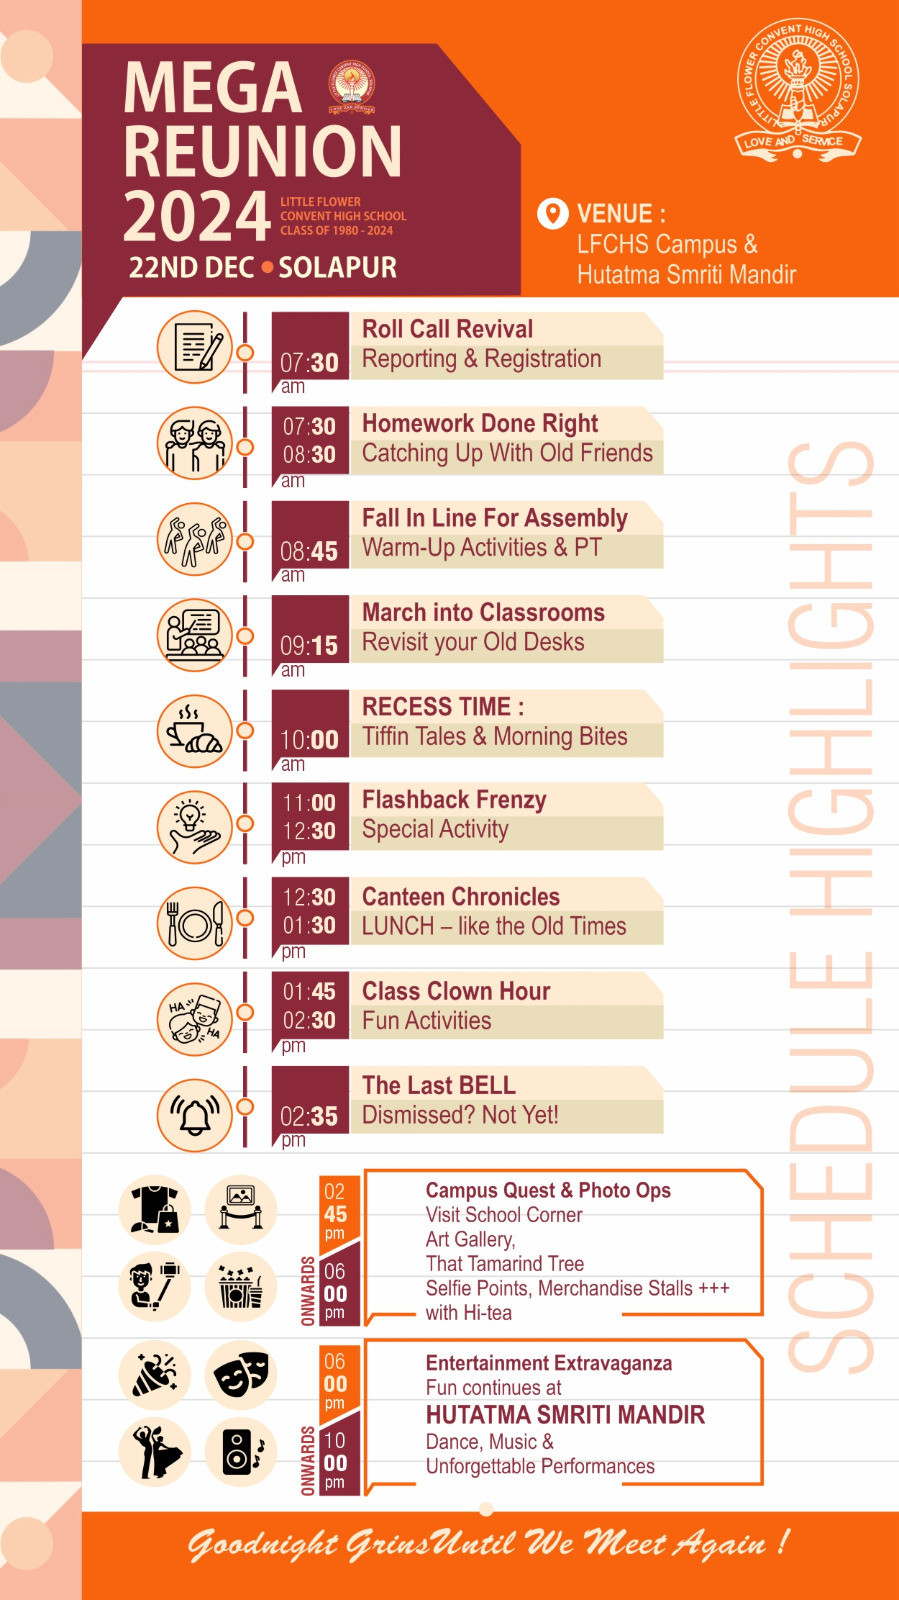 MEGA
REUNION
2024
LITTLE FLOWER
CONVENT HIGH SCHOOL
CLASS OF 1980 - 2024
22ND DEC • SOLAPUR
LITTLE FLOWER CONVENT HIGH SCHOOL SOLAPUR
LOVE AND SERVICE
VENUE :
LFCHS Campus &
Hutatma Smriti Mandir
SCHEDULE HIGHLIGHTS
07:30
am
Roll Call Revival
Reporting & Registration
07:30
08:30
am
Homework Done Right
Catching Up With Old Friends
08:45
am
Fall In Line For Assembly
Warm-Up Activities & PT
09:15
am
March into Classrooms
Revisit your Old Desks
10:00
am
RECESS TIME :
Tiffin Tales & Morning Bites
11:00
12:30
pm
Flashback Frenzy
Special Activity
12:30
01:30
pm
Canteen Chronicles
LUNCH – like the Old Times
HA
HA
01:45
02:30
pm
Class Clown Hour
Fun Activities
02:35
pm
The Last BELL
Dismissed? Not Yet!
02
45
pm
ONWARDS
06
00
pm
Campus Quest & Photo Ops
Visit School Corner
Art Gallery,
That Tamarind Tree
Selfie Points, Merchandise Stalls +++
with Hi-tea
06
00
pm
ONWARDS
10
00
pm
Entertainment Extravaganza
Fun continues at
HUTATMA SMRITI MANDIR
Dance, Music &
Unforgettable Performances
Goodnight Grins Until We Meet Again !